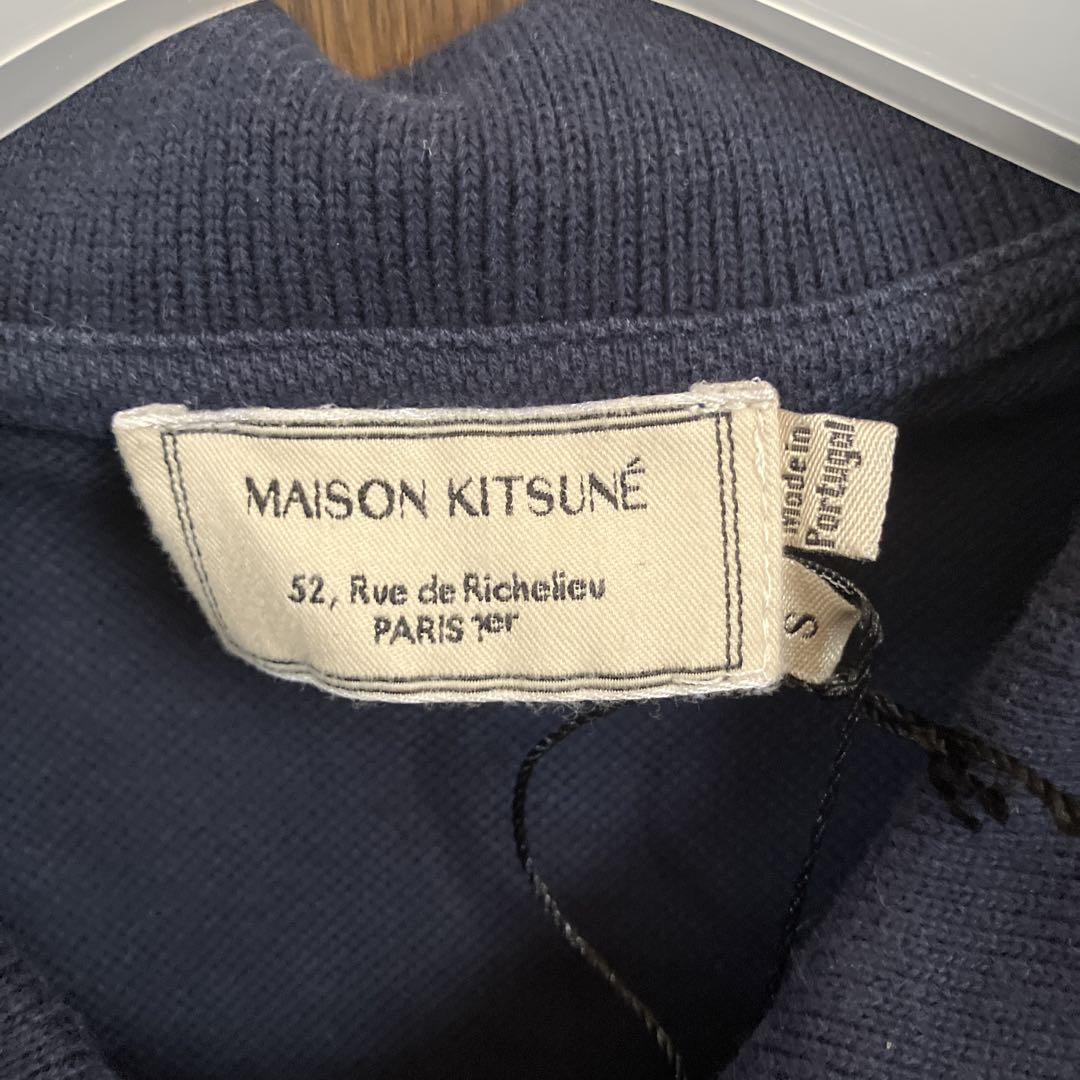 MAISON KITSUNÉ
52, Rue de Richelieu
PARIS 1er
Made in
Portugal
S